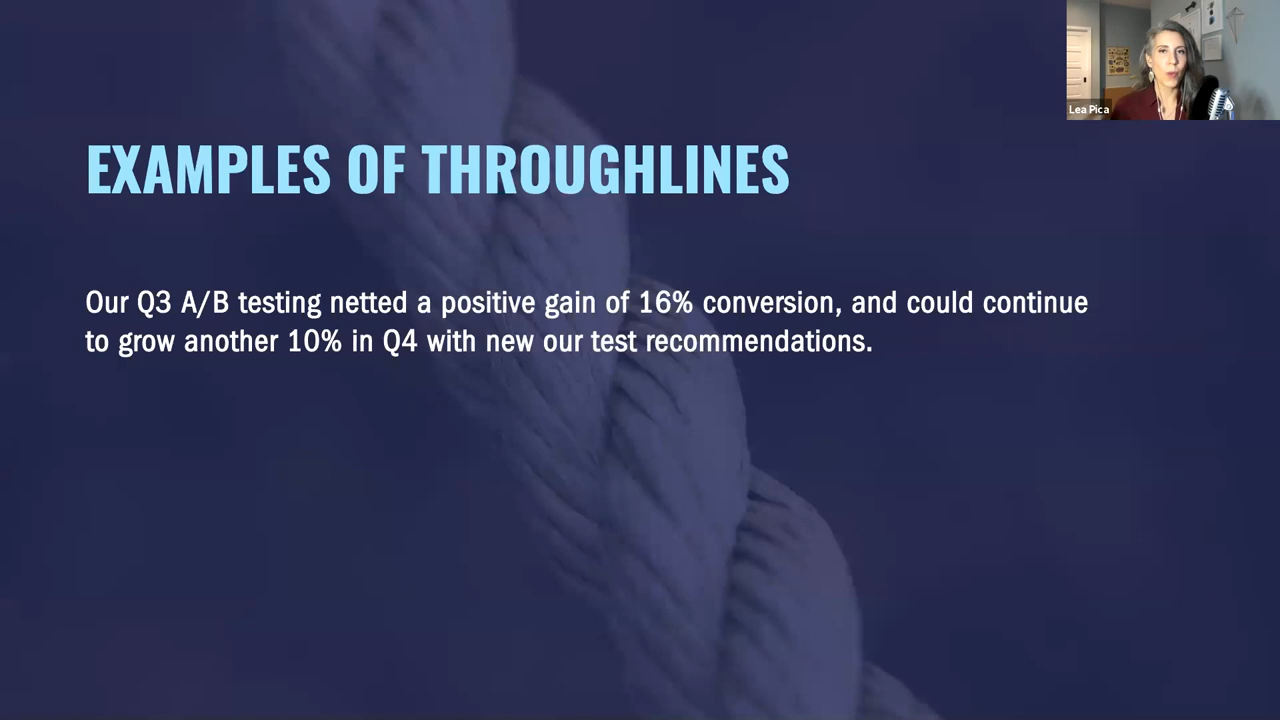 Lea Pica
EXAMPLES OF THROUGHLINES
Our Q3 A/B testing netted a positive gain of 16% conversion, and could continue
to grow another 10% in Q4 with new our test recommendations.